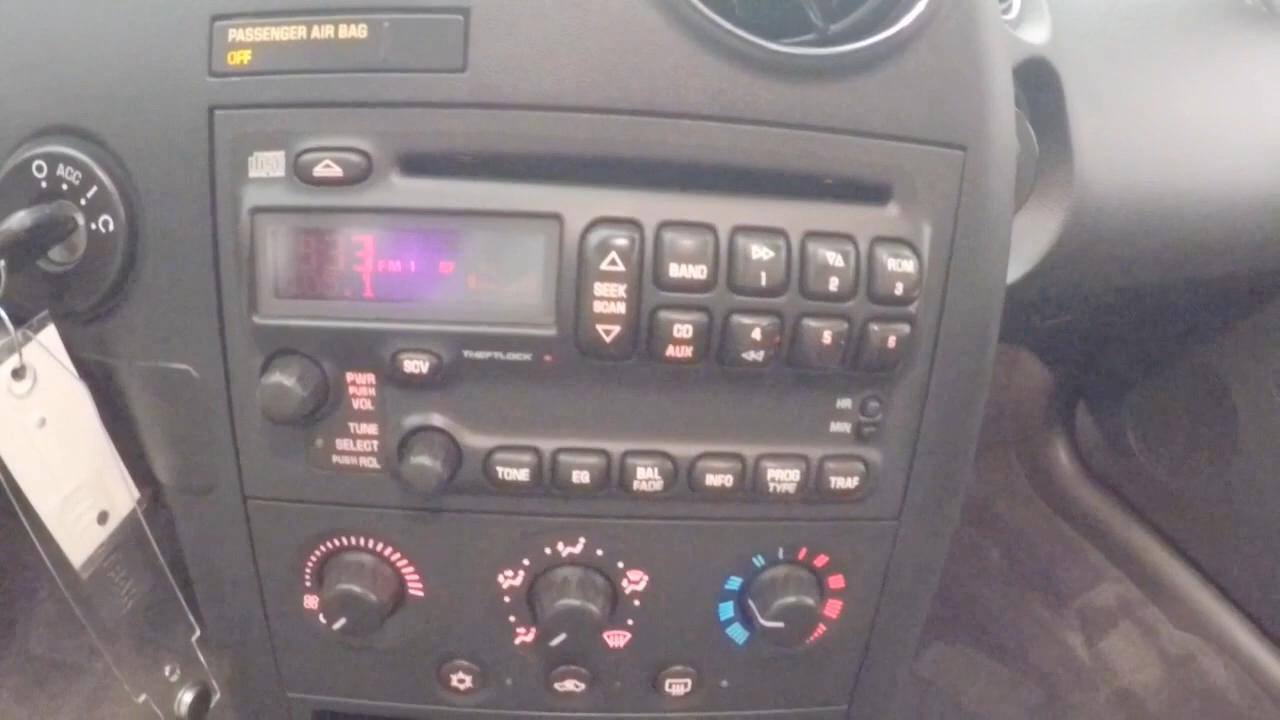 PASSENGER AIR BAG
OFF
ACC
FM 1
SEEK
SCAN
BAND
1
2
RDM
3
CD
AUX
4
5
6
SCV
THEFTLOCK
PWR
PUSH
VOL
TUNE
SELECT
PUSH
HR
MIN
TONE
EQ
BAL
FADE
INFO
PROG
TYPE
TRAF